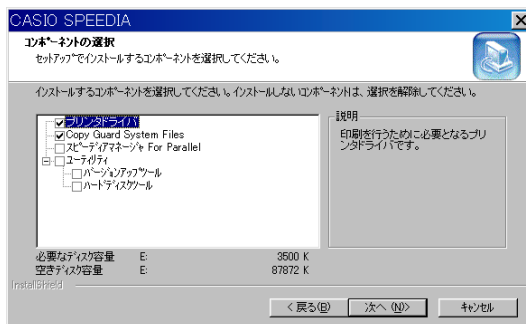 CASIO SPEEDIA
ｺﾝﾎﾟｰﾈﾝﾄの選択
ｾｯﾄｱｯﾌﾟでインストールするｺﾝﾎﾟｰﾈﾝﾄを選択してください。
ｲﾝｽﾄｰﾙするｺﾝﾎﾟｰﾈﾝﾄを選択してください。ｲﾝｽﾄｰﾙしないｺﾝﾎﾟｰﾈﾝﾄは、選択を解除してください。
プリンタドライバ
Copy Guard System Files
ｽﾋﾟｰﾃﾞｨｱﾏﾈｰｼﾞｬ For Parallel
ﾕｰﾃｨﾘﾃｨ
ﾊﾞｰｼﾞｮﾝｱｯﾌﾟﾂｰﾙ
ﾊｰﾄﾞﾃﾞｨｽｸﾂｰﾙ
説明
印刷を行うために必要となるプリ
ンタドライバです。
必要なﾃﾞｨｽｸ容量 E: 3500 K
空きﾃﾞｨｽｸ容量 E: 87872 K
InstallShield
< 戻る(B) 次へ (N)> ｷｬﾝｾﾙ